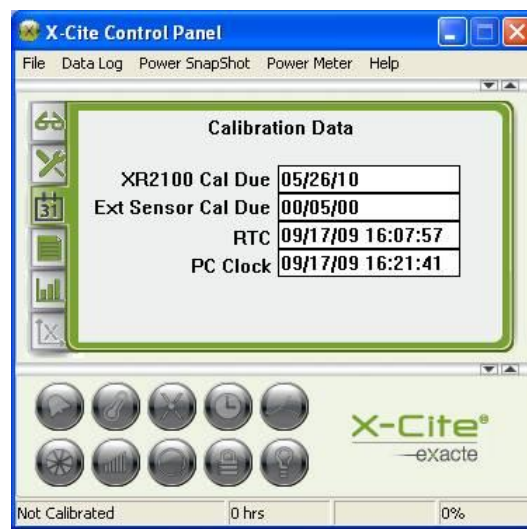 X-Cite Control Panel
File Data Log Power SnapShot Power Meter Help
Calibration Data
XR2100 Cal Due 05/26/10
Ext Sensor Cal Due 00/05/00
RTC 09/17/09 16:07:57
PC Clock 09/17/09 16:21:41
31
X-Cite®
exacte
Not Calibrated 0 hrs 0%